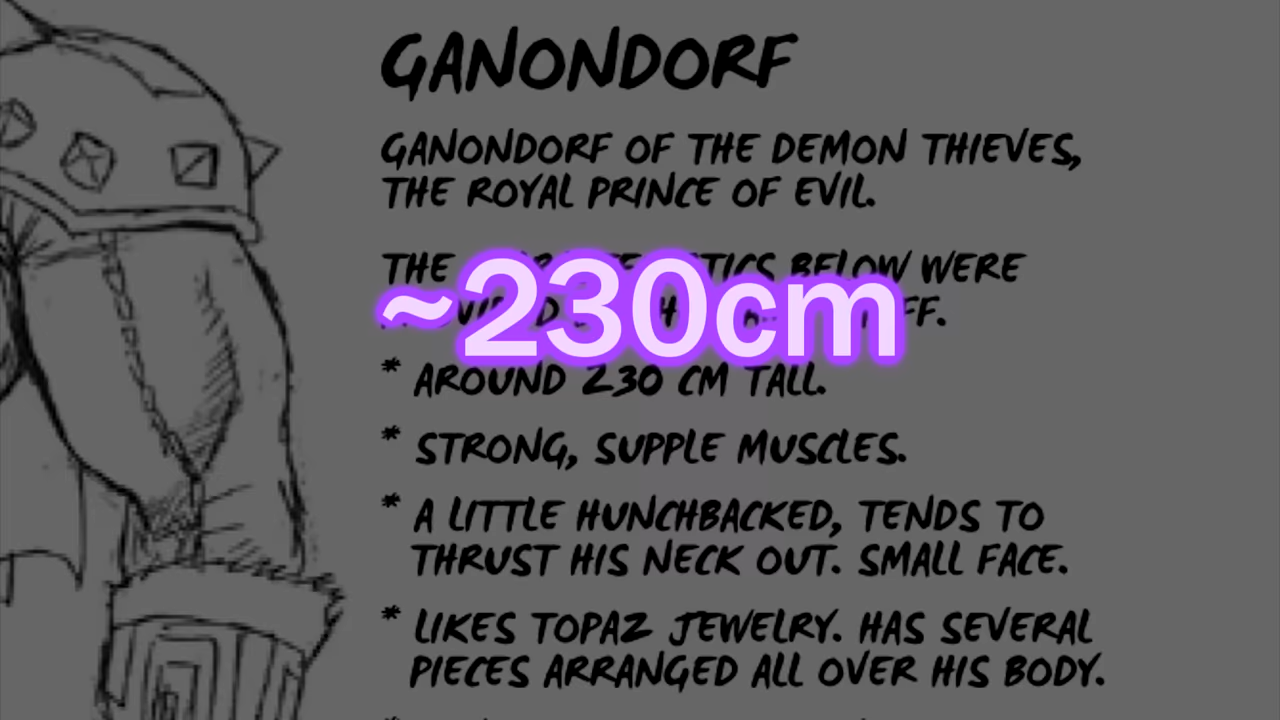 GANONDORF
GANONDORF OF THE DEMON THIEVES,
THE ROYAL PRINCE OF EVIL.
THE BELOW WERE
~230cm
* AROUND 230 CM TALL.
* STRONG, SUPPLE MUSCLES.
* A LITTLE HUNCHBACKED, TENDS TO
THRUST HIS NECK OUT. SMALL FACE.
* LIKES TOPAZ JEWELRY. HAS SEVERAL
PIECES ARRANGED ALL OVER HIS BODY.